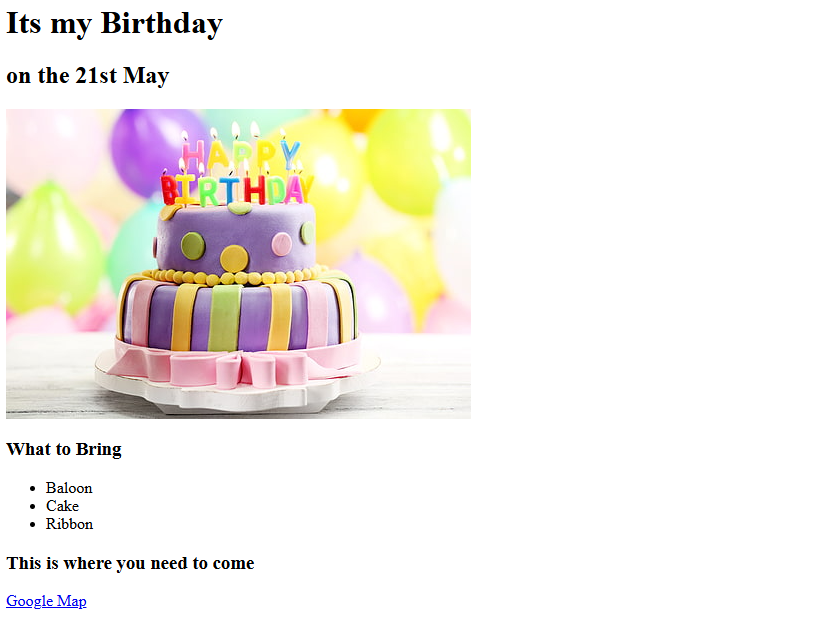 Its my Birthday
on the 21st May
HAPPY
BIRTHDAY
What to Bring
Baloon
Cake
Ribbon
This is where you need to come
Google Map